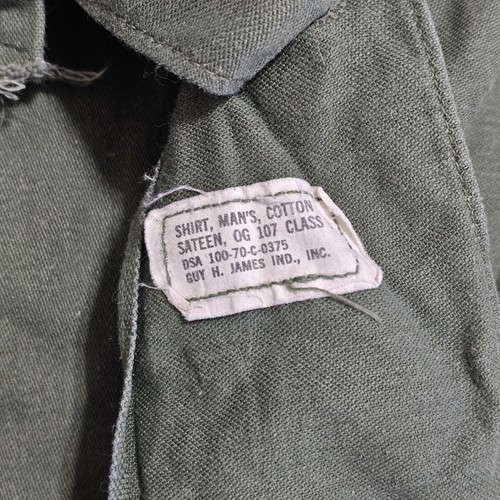 SHIRT, MAN'S, COTTON
SATEEN, OG 107 CLASS
DSA 100-70-C-0375
GUY H. JAMES IND., INC.